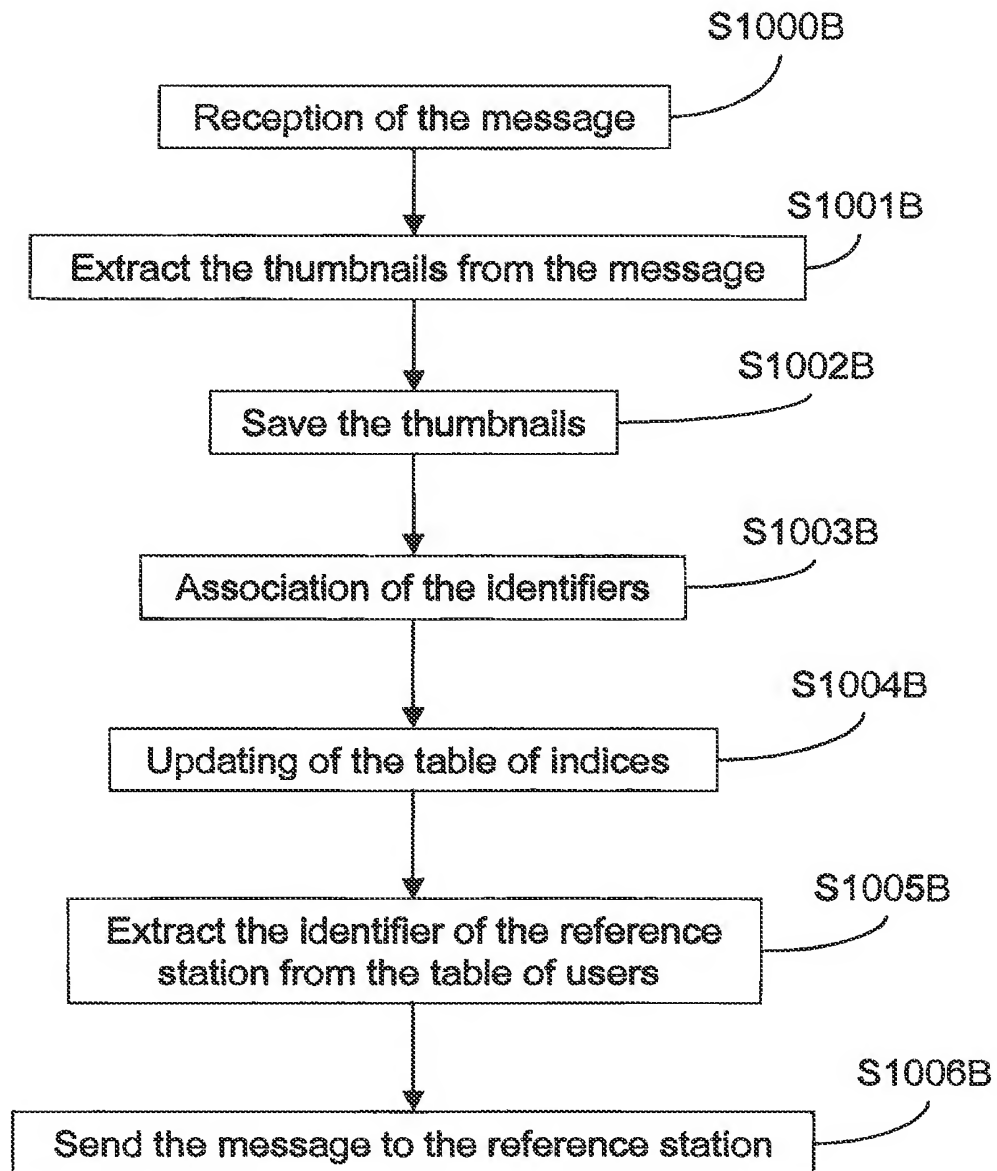 S1000B
Reception of the message
S1001B
Extract the thumbnails from the message
S1002B
Save the thumbnails
S1003B
Association of the identifiers
S1004B
Updating of the table of indices
S1005B
Extract the identifier of the reference
station from the table of users
S1006B
Send the message to the reference station